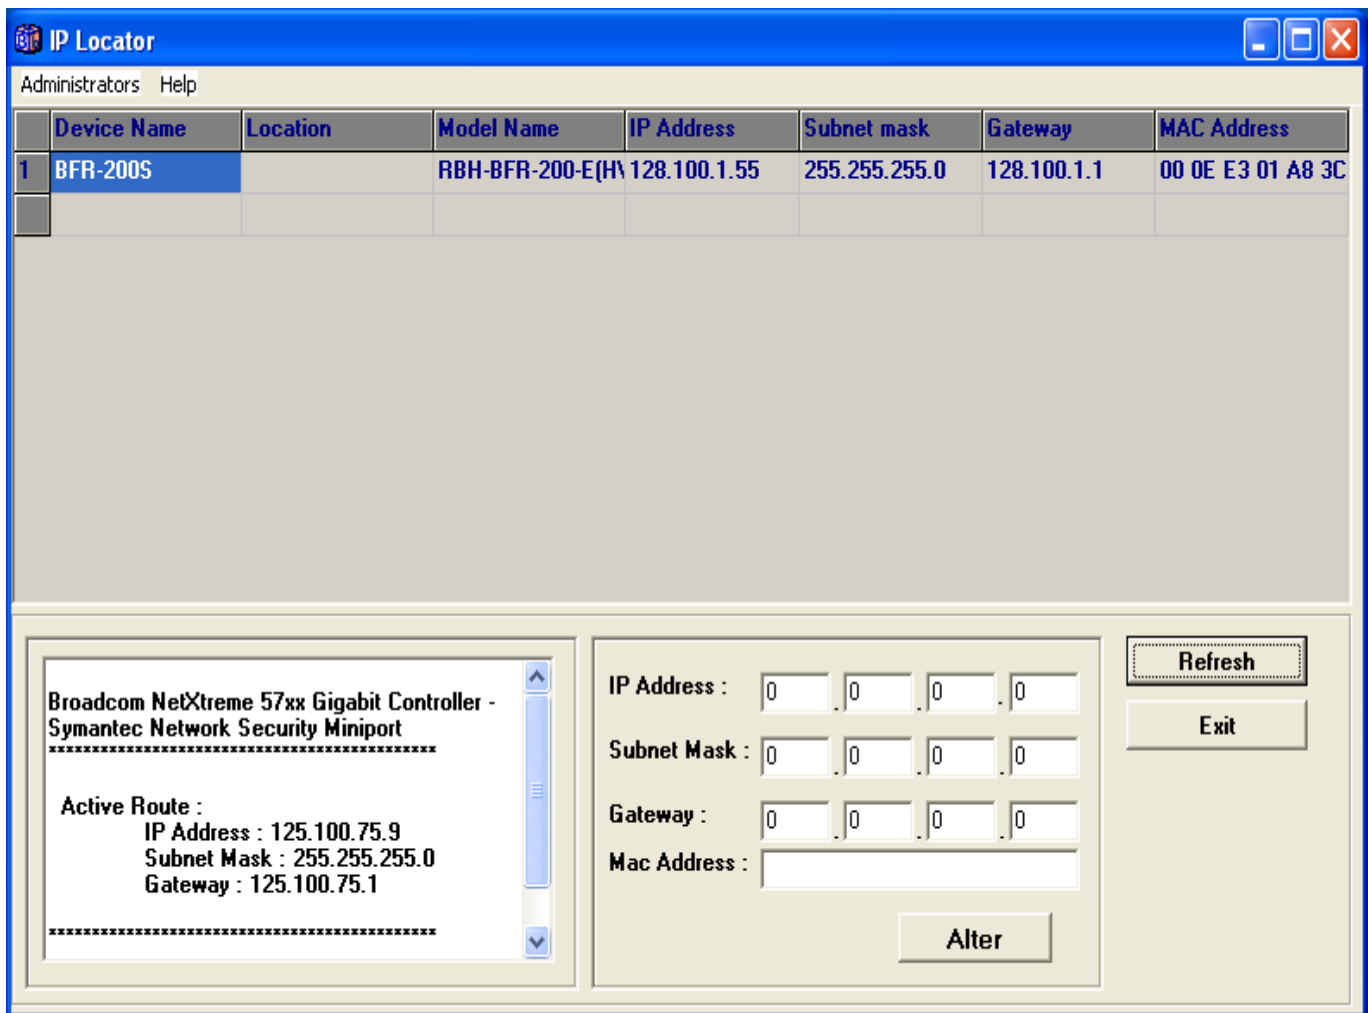 IP Locator
Administrators Help
Device Name Location Model Name IP Address Subnet mask Gateway MAC Address
1 BFR-200S RBH-BFR-200-E(H 128.100.1.55 255.255.255.0 128.100.1.1 00 0E E3 01 A8 3C
Broadcom NetXtreme 57xx Gigabit Controller -
Symantec Network Security Miniport
*********************************************
Active Route :
IP Address : 125.100.75.9
Subnet Mask : 255.255.255.0
Gateway : 125.100.75.1
*********************************************
IP Address : 0 . 0 . 0 . 0
Subnet Mask : 0 . 0 . 0 . 0
Gateway : 0 . 0 . 0 . 0
Mac Address :
Alter
Refresh
Exit